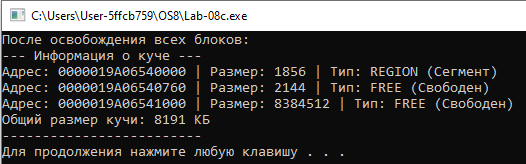 C:\Users\User-5ffcb759\OS8\Lab-08c.exe
После освобождения всех блоков:
--- Информация о куче ---
Адрес: 0000019A06540000 | Размер: 1856 | Тип: REGION (Сегмент)
Адрес: 0000019A06540760 | Размер: 2144 | Тип: FREE (Свободен)
Адрес: 0000019A06541000 | Размер: 8384512 | Тип: FREE (Свободен)
Общий размер кучи: 8191 КБ
-------------------------
Для продолжения нажмите любую клавишу . . .